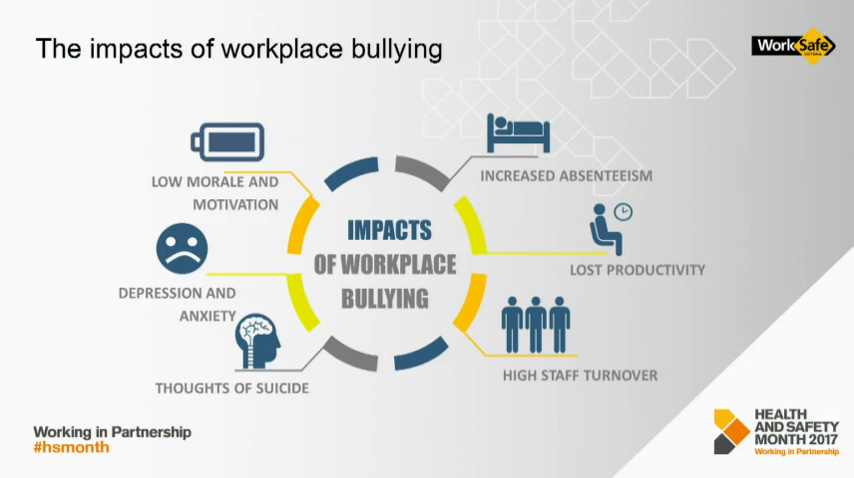 The impacts of workplace bullying
WorkSafe
VICTORIA
LOW MORALE AND
MOTIVATION
INCREASED ABSENTEEISM
DEPRESSION AND
ANXIETY
IMPACTS
OF WORKPLACE
BULLYING
LOST PRODUCTIVITY
THOUGHTS OF SUICIDE
HIGH STAFF TURNOVER
Working in Partnership
#hsmonth
HEALTH
AND SAFETY
MONTH 2017
Working in Partnership